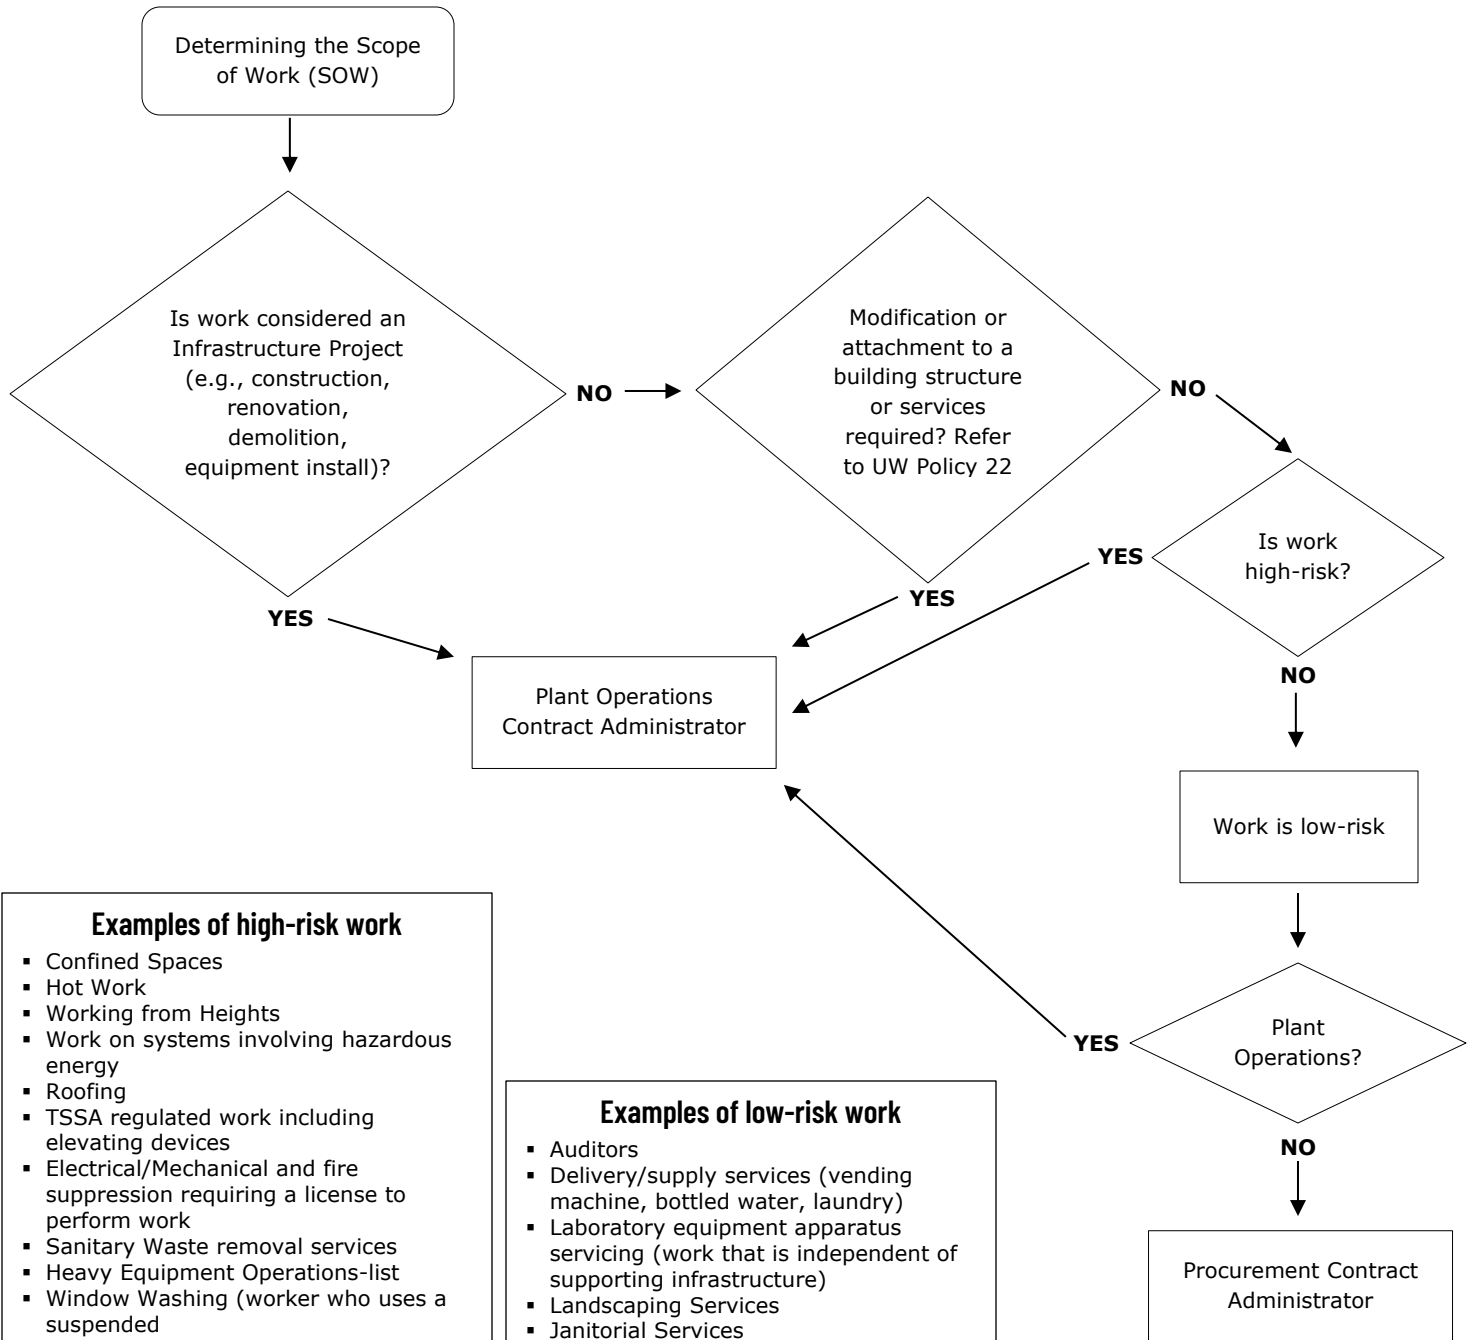 Determining the Scope
of Work (SOW)
Is work considered an
Infrastructure Project
(e.g., construction,
renovation,
demolition,
equipment install)?
NO
YES
Modification or
attachment to a
building structure
or services
required? Refer
to UW Policy 22
NO
YES
Is work
high-risk?
YES
NO
Plant Operations
Contract Administrator
Work is low-risk
Plant
Operations?
YES
NO
Procurement Contract
Administrator
Examples of high-risk work
▪ Confined Spaces
▪ Hot Work
▪ Working from Heights
▪ Work on systems involving hazardous
energy
▪ Roofing
▪ TSSA regulated work including
elevating devices
▪ Electrical/Mechanical and fire
suppression requiring a license to
perform work
▪ Sanitary Waste removal services
▪ Heavy Equipment Operations-list
▪ Window Washing (worker who uses a
suspended
Examples of low-risk work
▪ Auditors
▪ Delivery/supply services (vending
machine, bottled water, laundry)
▪ Laboratory equipment apparatus
servicing (work that is independent of
supporting infrastructure)
▪ Landscaping Services
▪ Janitorial Services